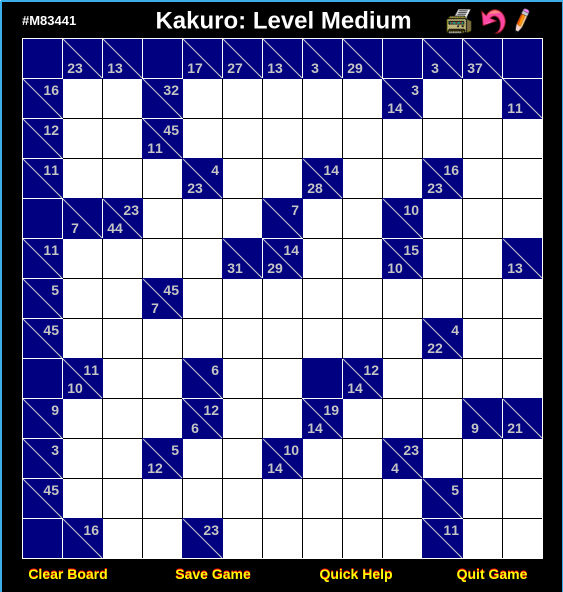 #M83441 Kakuro: Level Medium
23 13 17 27 13 3 29 3 37
16 32 3 14 11
12 45 11
11 4 23 14 28 16 23
7 23 44 7 10
11 31 14 29 15 10 13
5 45 7
45 4 22
11 10 6 12 14
9 12 6 19 14 9 21
3 5 12 10 14 23 4
45 5
16 23 11
Clear Board Save Game Quick Help Quit Game